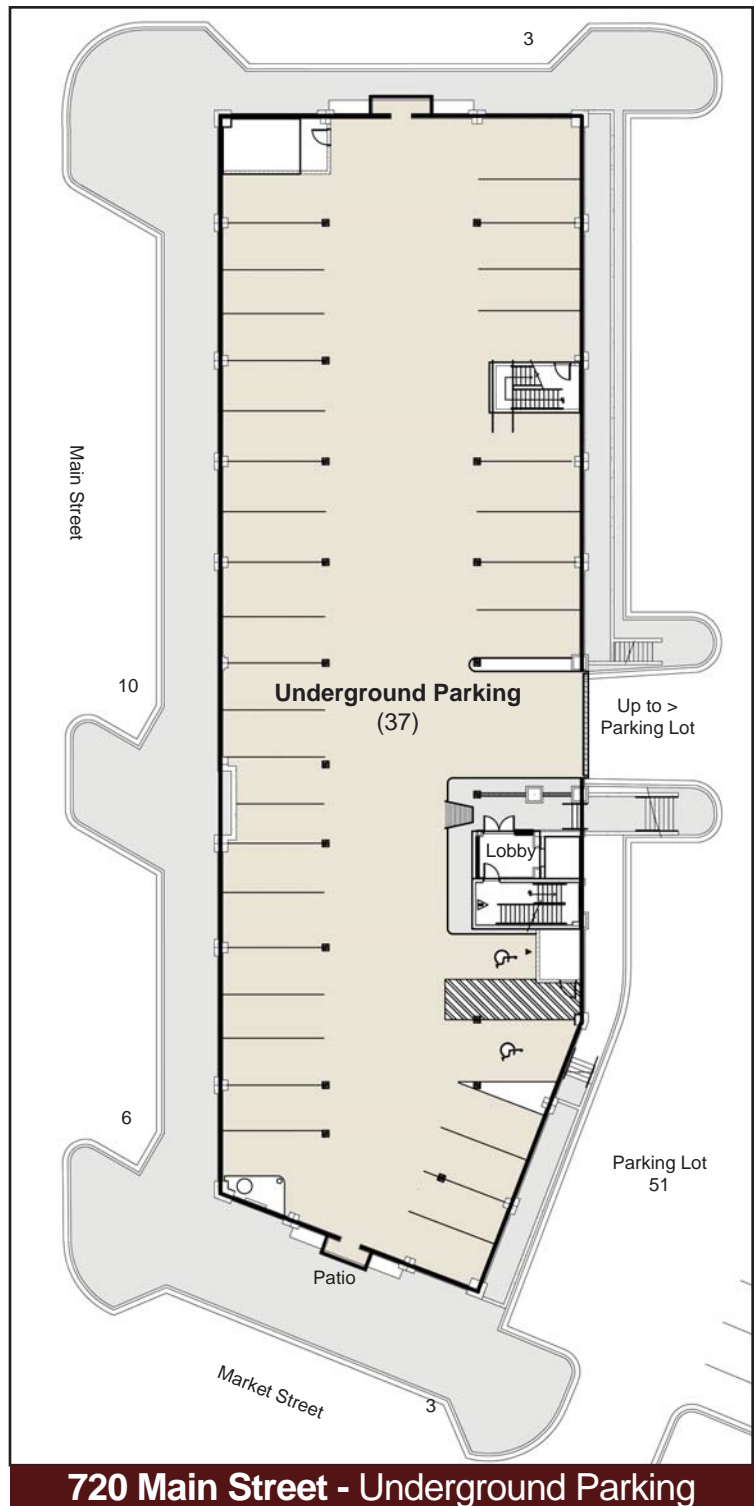 3
Main Street
10
Underground Parking
(37)
Up to >
Parking Lot
Lobby
6
Parking Lot
51
Patio
Market Street
3
720 Main Street - Underground Parking